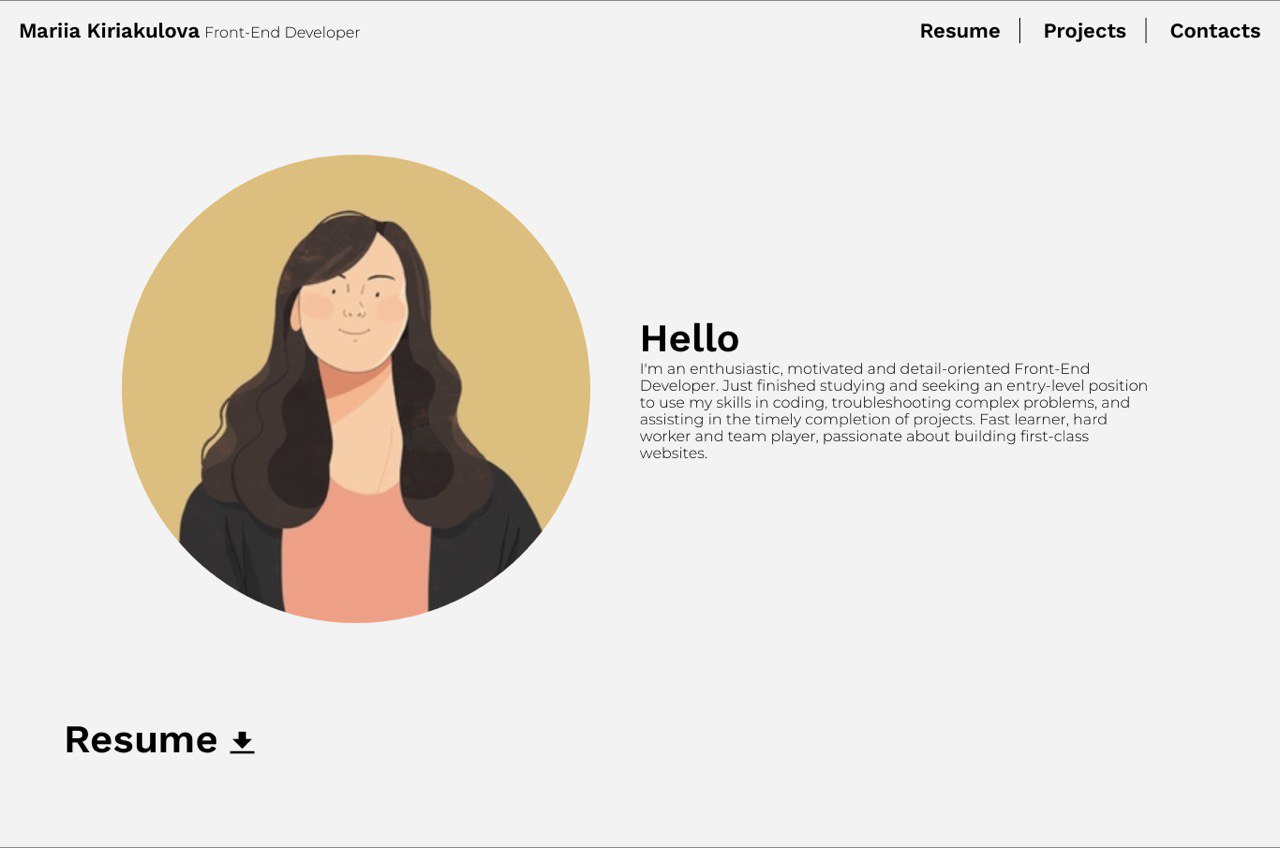 Mariia Kiriakulova Front-End Developer
Resume
Projects
Contacts
Hello
I'm an enthusiastic, motivated and detail-oriented Front-End
Developer. Just finished studying and seeking an entry-level position
to use my skills in coding, troubleshooting complex problems, and
assisting in the timely completion of projects. Fast learner, hard
worker and team player, passionate about building first-class
websites.
Resume